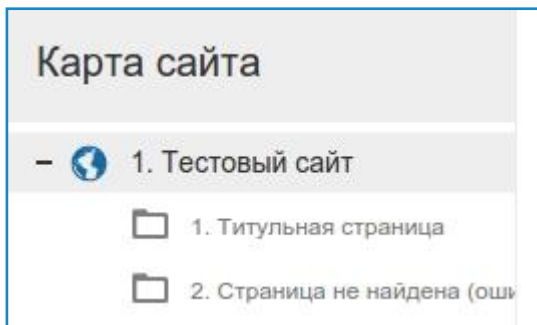 Карта сайта
– 1. Тестовый сайт
1. Титульная страница
2. Страница не найдена (оши